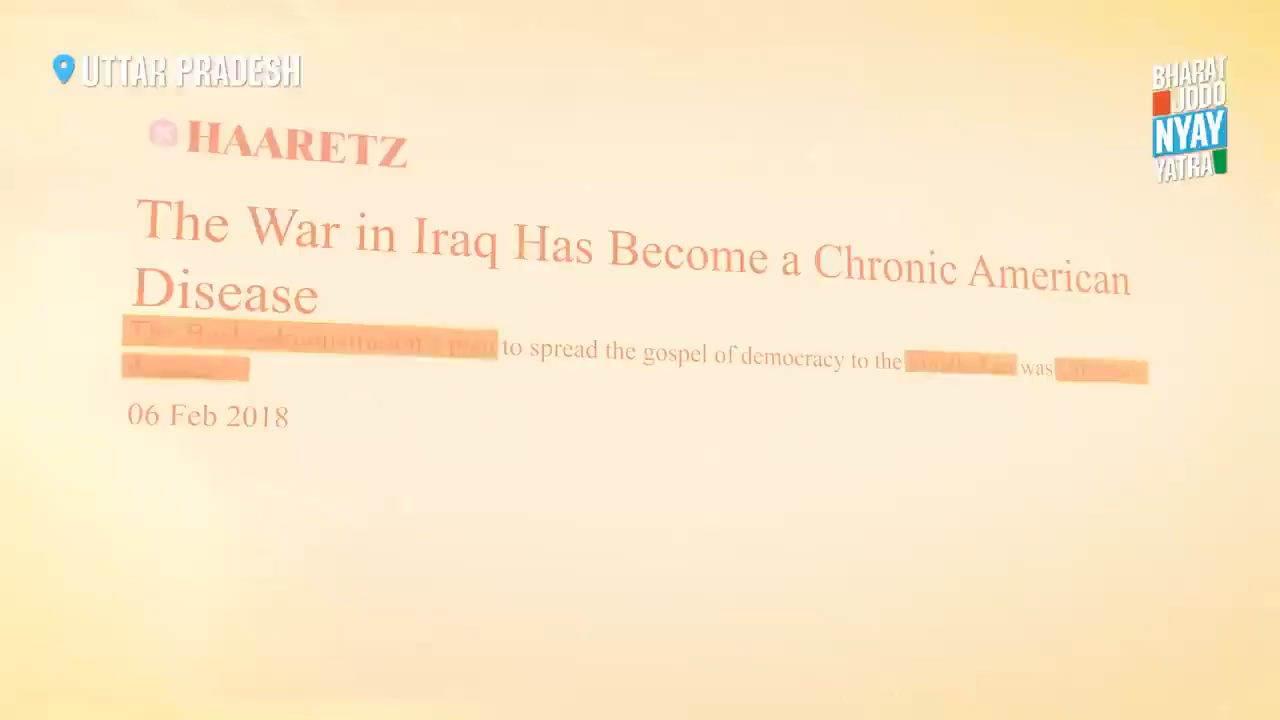 UTTAR PRADESH
BHARAT
JODO
NYAY
YATRA
HAARETZ
The War in Iraq Has Become a Chronic American
Disease
to spread the gospel of democracy to the was
06 Feb 2018